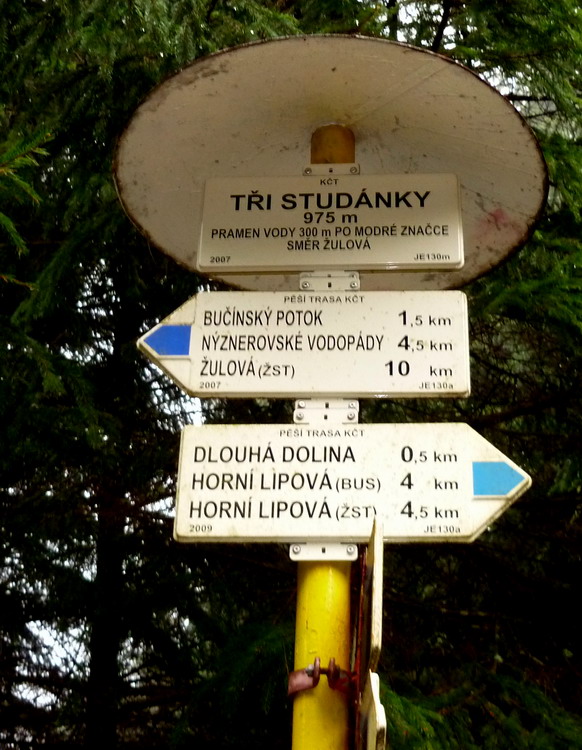 KČT
TŘI STUDÁNKY
975 m
PRAMEN VODY 300 m PO MODRÉ ZNAČCE
SMĚR ŽULOVÁ
2007 JE130m
PĚŠÍ TRASA KČT
BUČÍNSKÝ POTOK 1,5 km
NÝZNEROVSKÉ VODOPÁDY 4,5 km
ŽULOVÁ (ŽST) 10 km
2007 JE130a
PĚŠÍ TRASA KČT
DLOUHÁ DOLINA 0,5 km
HORNÍ LIPOVÁ (BUS) 4 km
HORNÍ LIPOVÁ (ŽST) 4,5 km
2009 JE130a